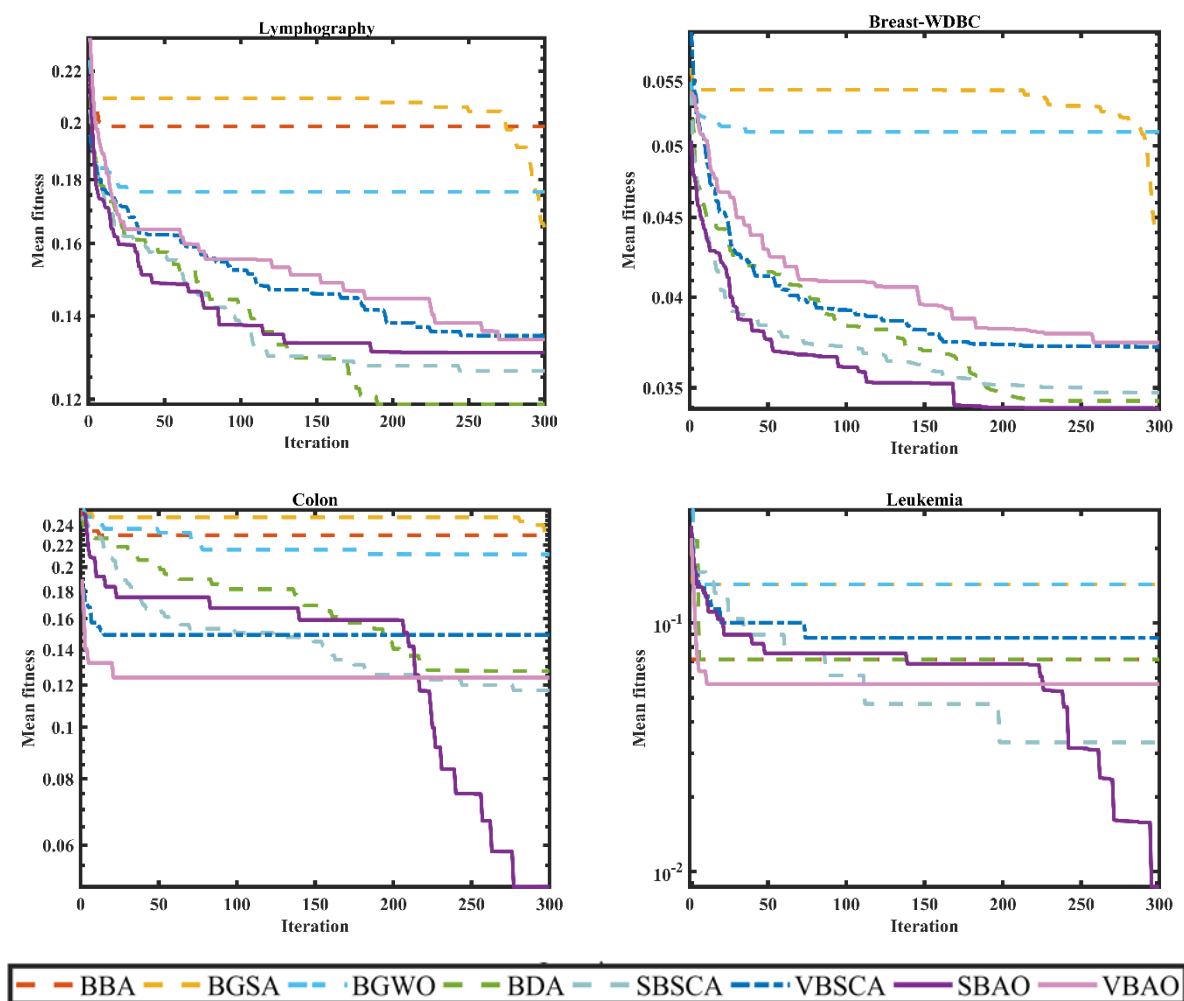 Lymphography
Mean fitness
0.22
0.2
0.18
0.16
0.14
0.12
0 50 100 150 200 250 300
Iteration
Breast-WDBC
Mean fitness
0.055
0.05
0.045
0.04
0.035
0 50 100 150 200 250 300
Iteration
Colon
Mean fitness
0.24
0.22
0.2
0.18
0.16
0.14
0.12
0.1
0.08
0.06
0 50 100 150 200 250 300
Iteration
Leukemia
Mean fitness
10⁻¹
10⁻²
0 50 100 150 200 250 300
Iteration
BBA BGSA BGWO BDA SBSCA VBSCA SBAO VBAO